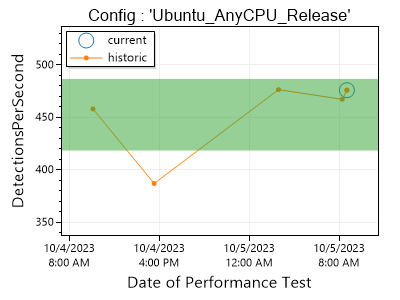 Config : 'Ubuntu_AnyCPU_Release'
current
historic
DetectionsPerSecond
500
450
400
350
10/4/2023 10/4/2023 10/5/2023 10/5/2023
8:00 AM 4:00 PM 12:00 AM 8:00 AM
Date of Performance Test